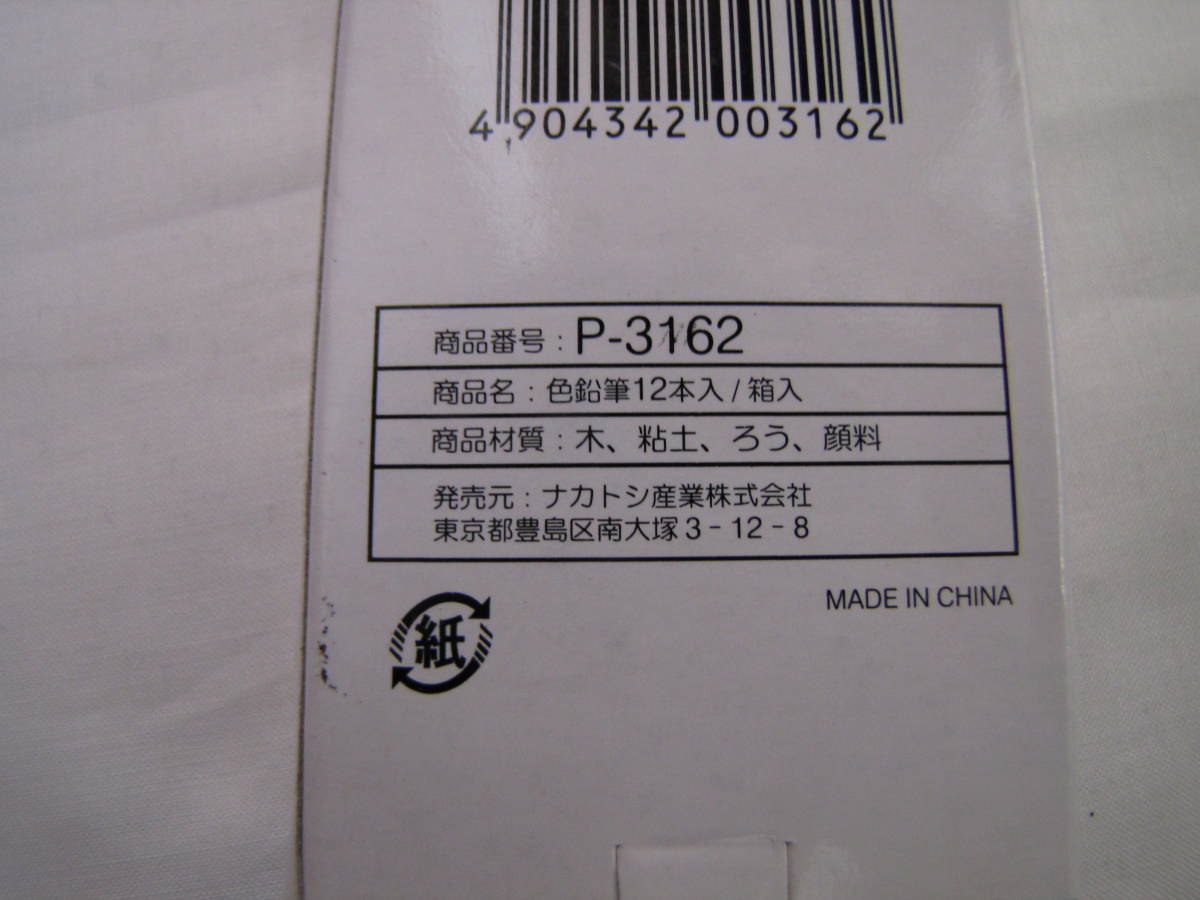 4 904342 003162
商品番号：P-3162
商品名：色鉛筆12本入/箱入
商品材質：木、粘土、ろう、顔料
発売元：ナカトシ産業株式会社
東京都豊島区南大塚3-12-8
MADE IN CHINA
紙